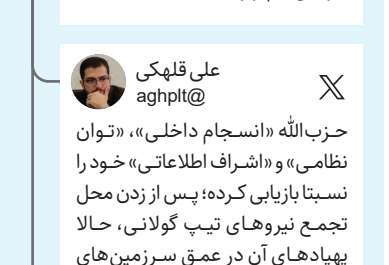 علی قلهکی
aghplt@
حزب‌الله «انسجام داخلی»، «توان
نظامی» و «اشراف اطلاعاتی» خود را
نسبتا بازیابی کرده؛ پس از زدن محل
تجمع نیروهای تیپ گولانی، حالا
پهپادهای آن در عمق سرزمین‌های